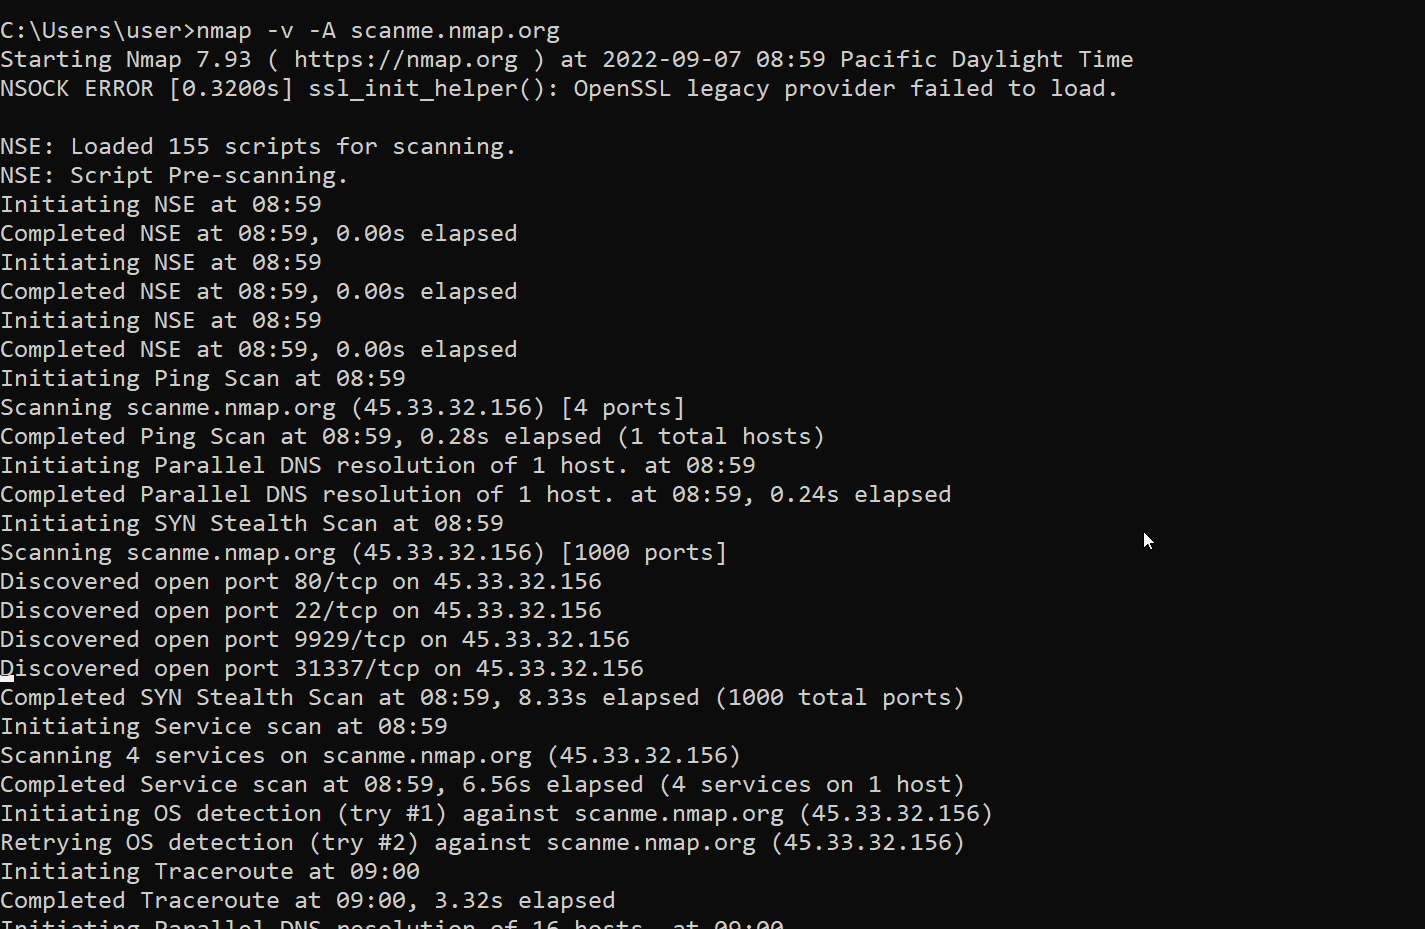 C:\Users\user>nmap -v -A scanme.nmap.org
Starting Nmap 7.93 ( https://nmap.org ) at 2022-09-07 08:59 Pacific Daylight Time
NSOCK ERROR [0.3200s] ssl_init_helper(): OpenSSL legacy provider failed to load.
NSE: Loaded 155 scripts for scanning.
NSE: Script Pre-scanning.
Initiating NSE at 08:59
Completed NSE at 08:59, 0.00s elapsed
Initiating NSE at 08:59
Completed NSE at 08:59, 0.00s elapsed
Initiating NSE at 08:59
Completed NSE at 08:59, 0.00s elapsed
Initiating Ping Scan at 08:59
Scanning scanme.nmap.org (45.33.32.156) [4 ports]
Completed Ping Scan at 08:59, 0.28s elapsed (1 total hosts)
Initiating Parallel DNS resolution of 1 host. at 08:59
Completed Parallel DNS resolution of 1 host. at 08:59, 0.24s elapsed
Initiating SYN Stealth Scan at 08:59
Scanning scanme.nmap.org (45.33.32.156) [1000 ports]
Discovered open port 80/tcp on 45.33.32.156
Discovered open port 22/tcp on 45.33.32.156
Discovered open port 9929/tcp on 45.33.32.156
Discovered open port 31337/tcp on 45.33.32.156
Completed SYN Stealth Scan at 08:59, 8.33s elapsed (1000 total ports)
Initiating Service scan at 08:59
Scanning 4 services on scanme.nmap.org (45.33.32.156)
Completed Service scan at 08:59, 6.56s elapsed (4 services on 1 host)
Initiating OS detection (try #1) against scanme.nmap.org (45.33.32.156)
Retrying OS detection (try #2) against scanme.nmap.org (45.33.32.156)
Initiating Traceroute at 09:00
Completed Traceroute at 09:00, 3.32s elapsed
Initiating Parallel DNS resolution of 16 hosts. at 09:00